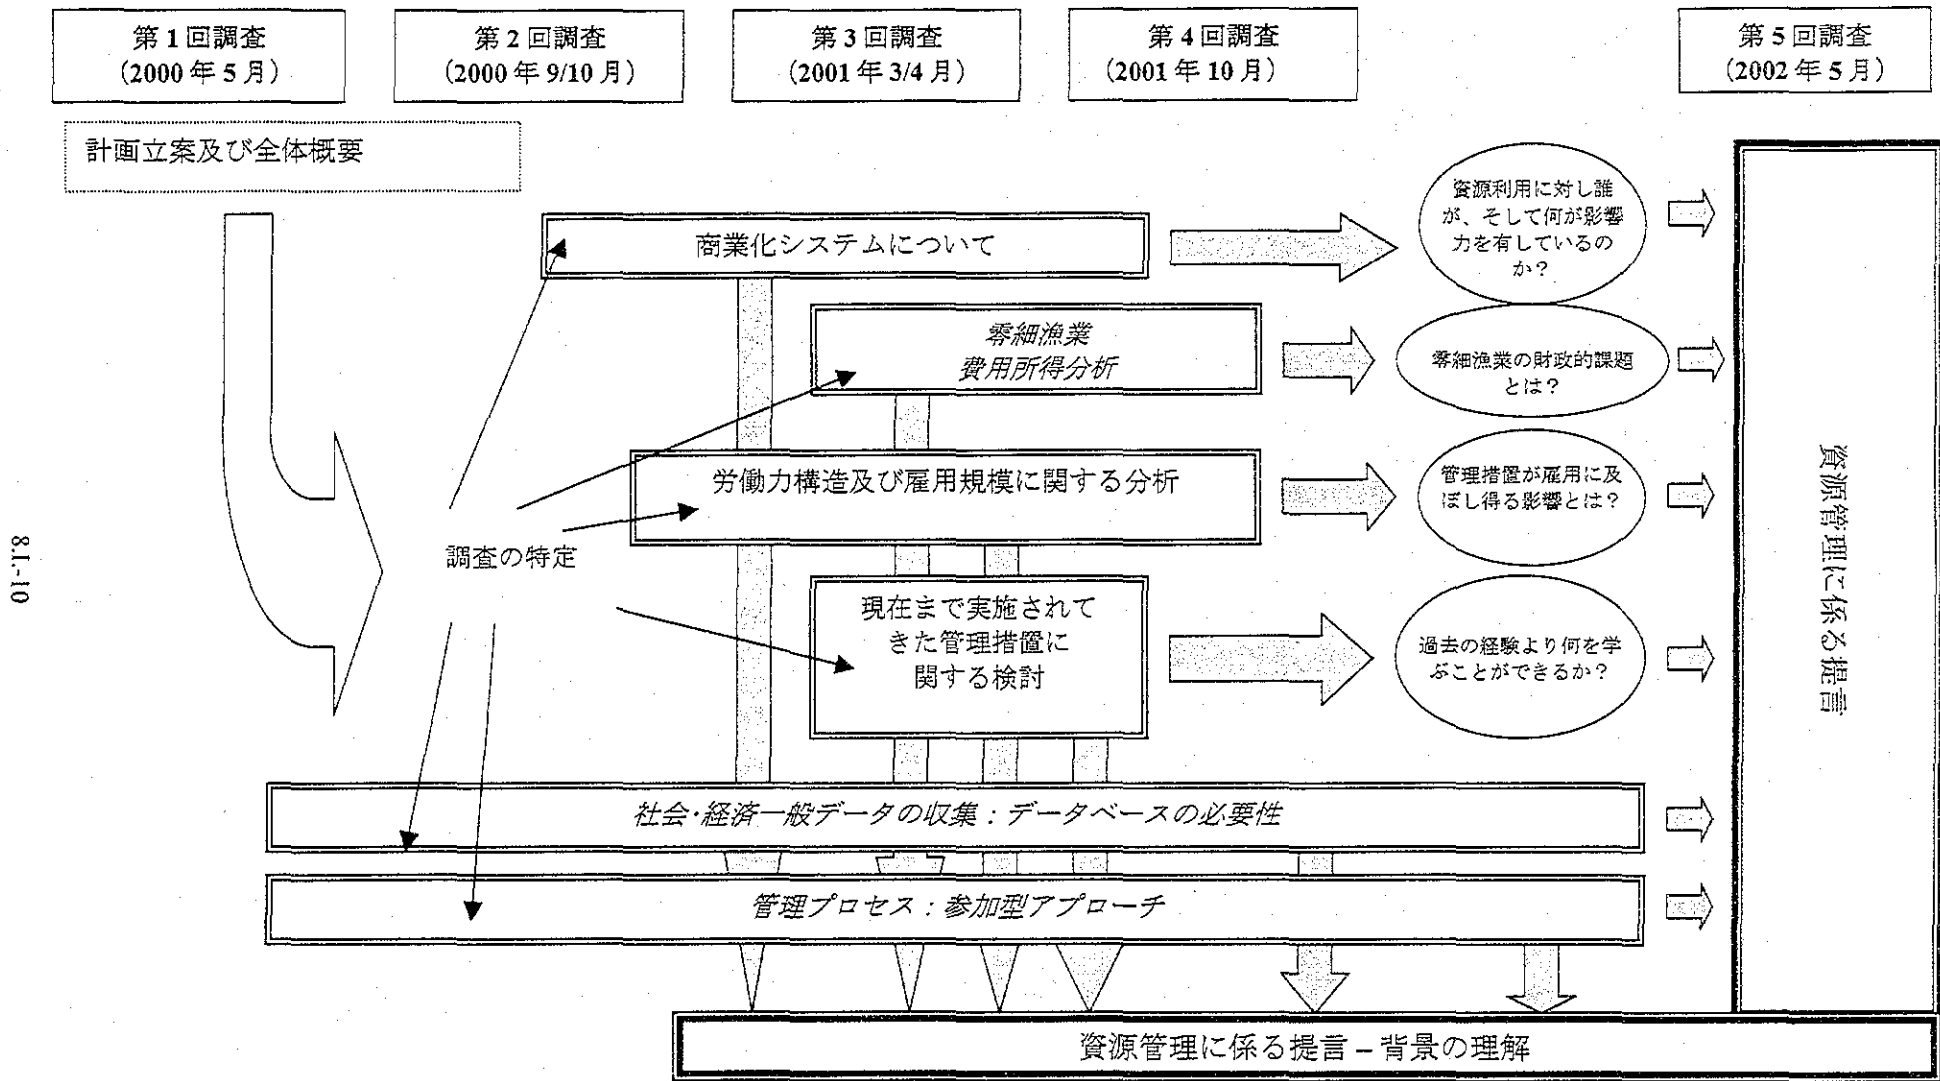 第1回調査
(2000年5月)
第2回調査
(2000年9/10月)
第3回調査
(2001年3/4月)
第4回調査
(2001年10月)
第5回調査
(2002年5月)
計画立案及び全体概要
商業化システムについて
資源利用に対し誰
が、そして何が影響
力を有しているの
か?
零細漁業
費用所得分析
零細漁業の財政的課題
とは?
労働力構造及び雇用規模に関する分析
管理措置が雇用に及
ぼし得る影響とは?
調査の特定
現在まで実施されて
きた管理措置に
関する検討
過去の経験より何を学
ぶことができるか?
資源管理に係る提言
社会・経済一般データの収集:データベースの必要性
管理プロセス:参加型アプローチ
資源管理に係る提言 – 背景の理解
8.I.-10